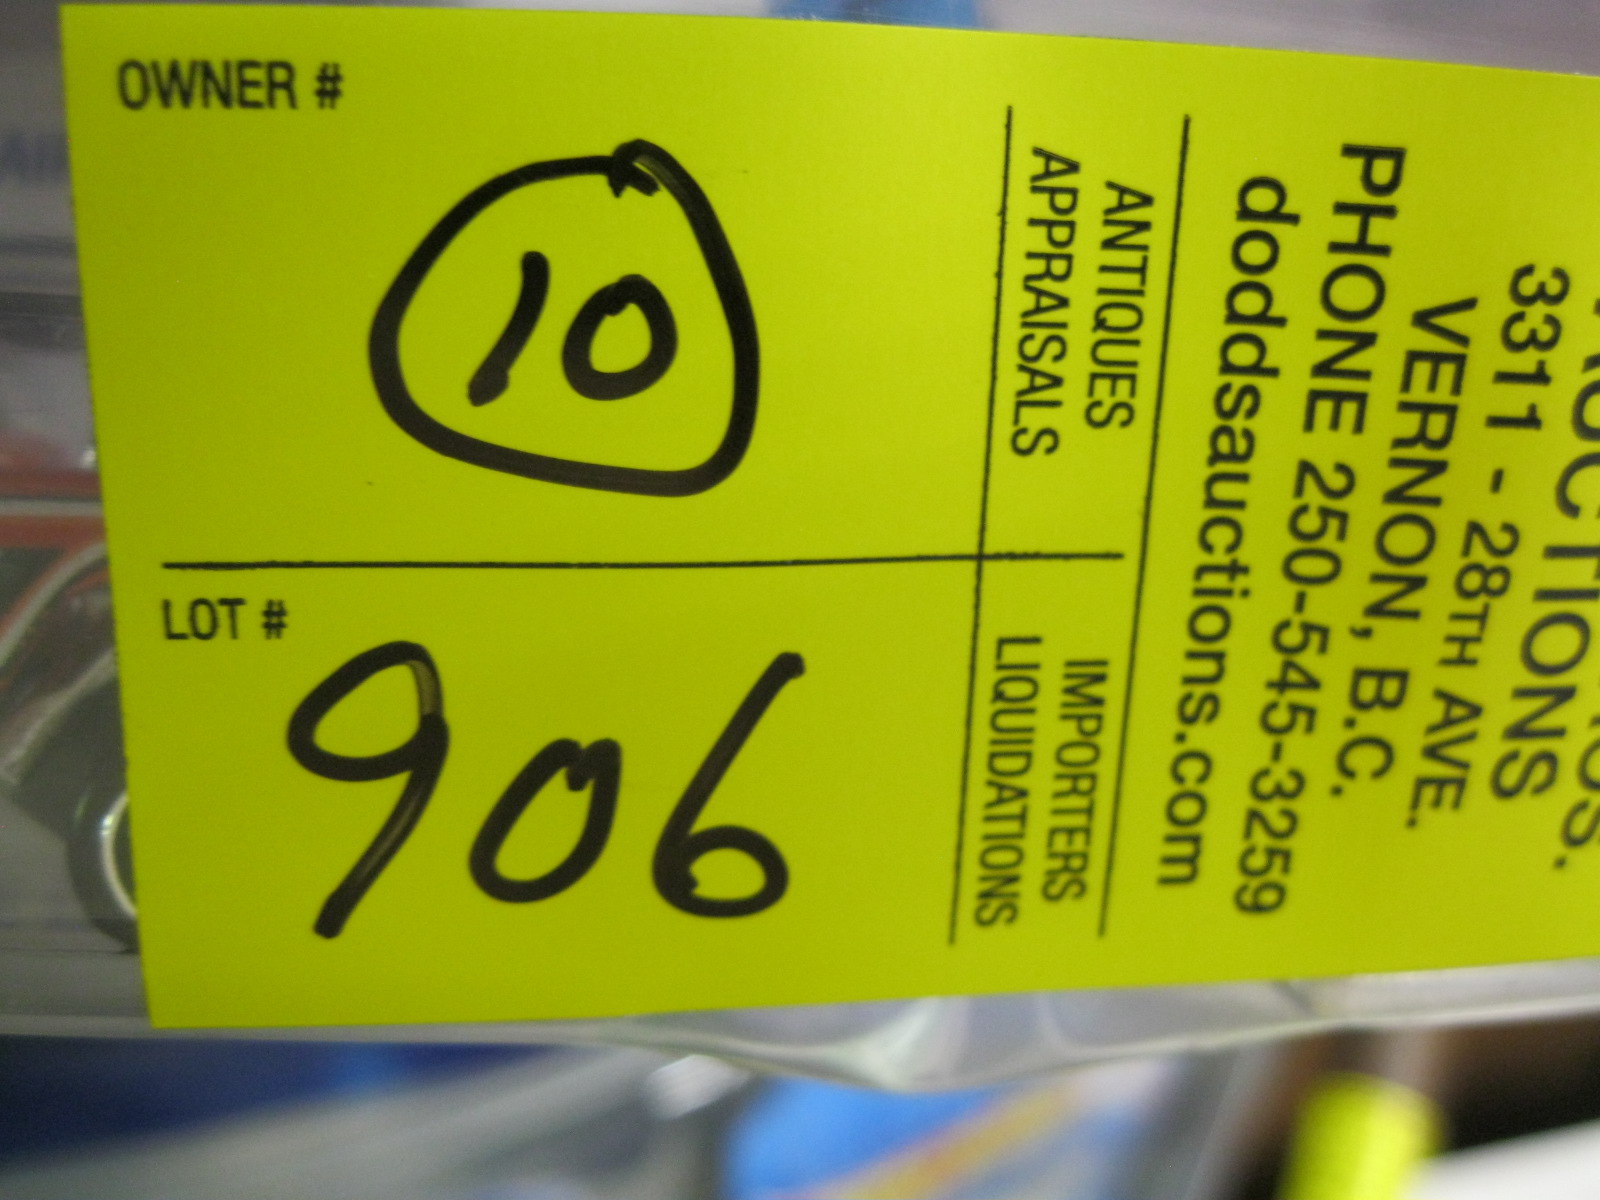 OWNER #
10
LOT #
906
ANTIQUES
APPRAISALS
IMPORTERS
LIQUIDATIONS
3311 - 28TH AVE.
VERNON, B.C.
PHONE 250-545-3259
doddsauctions.com